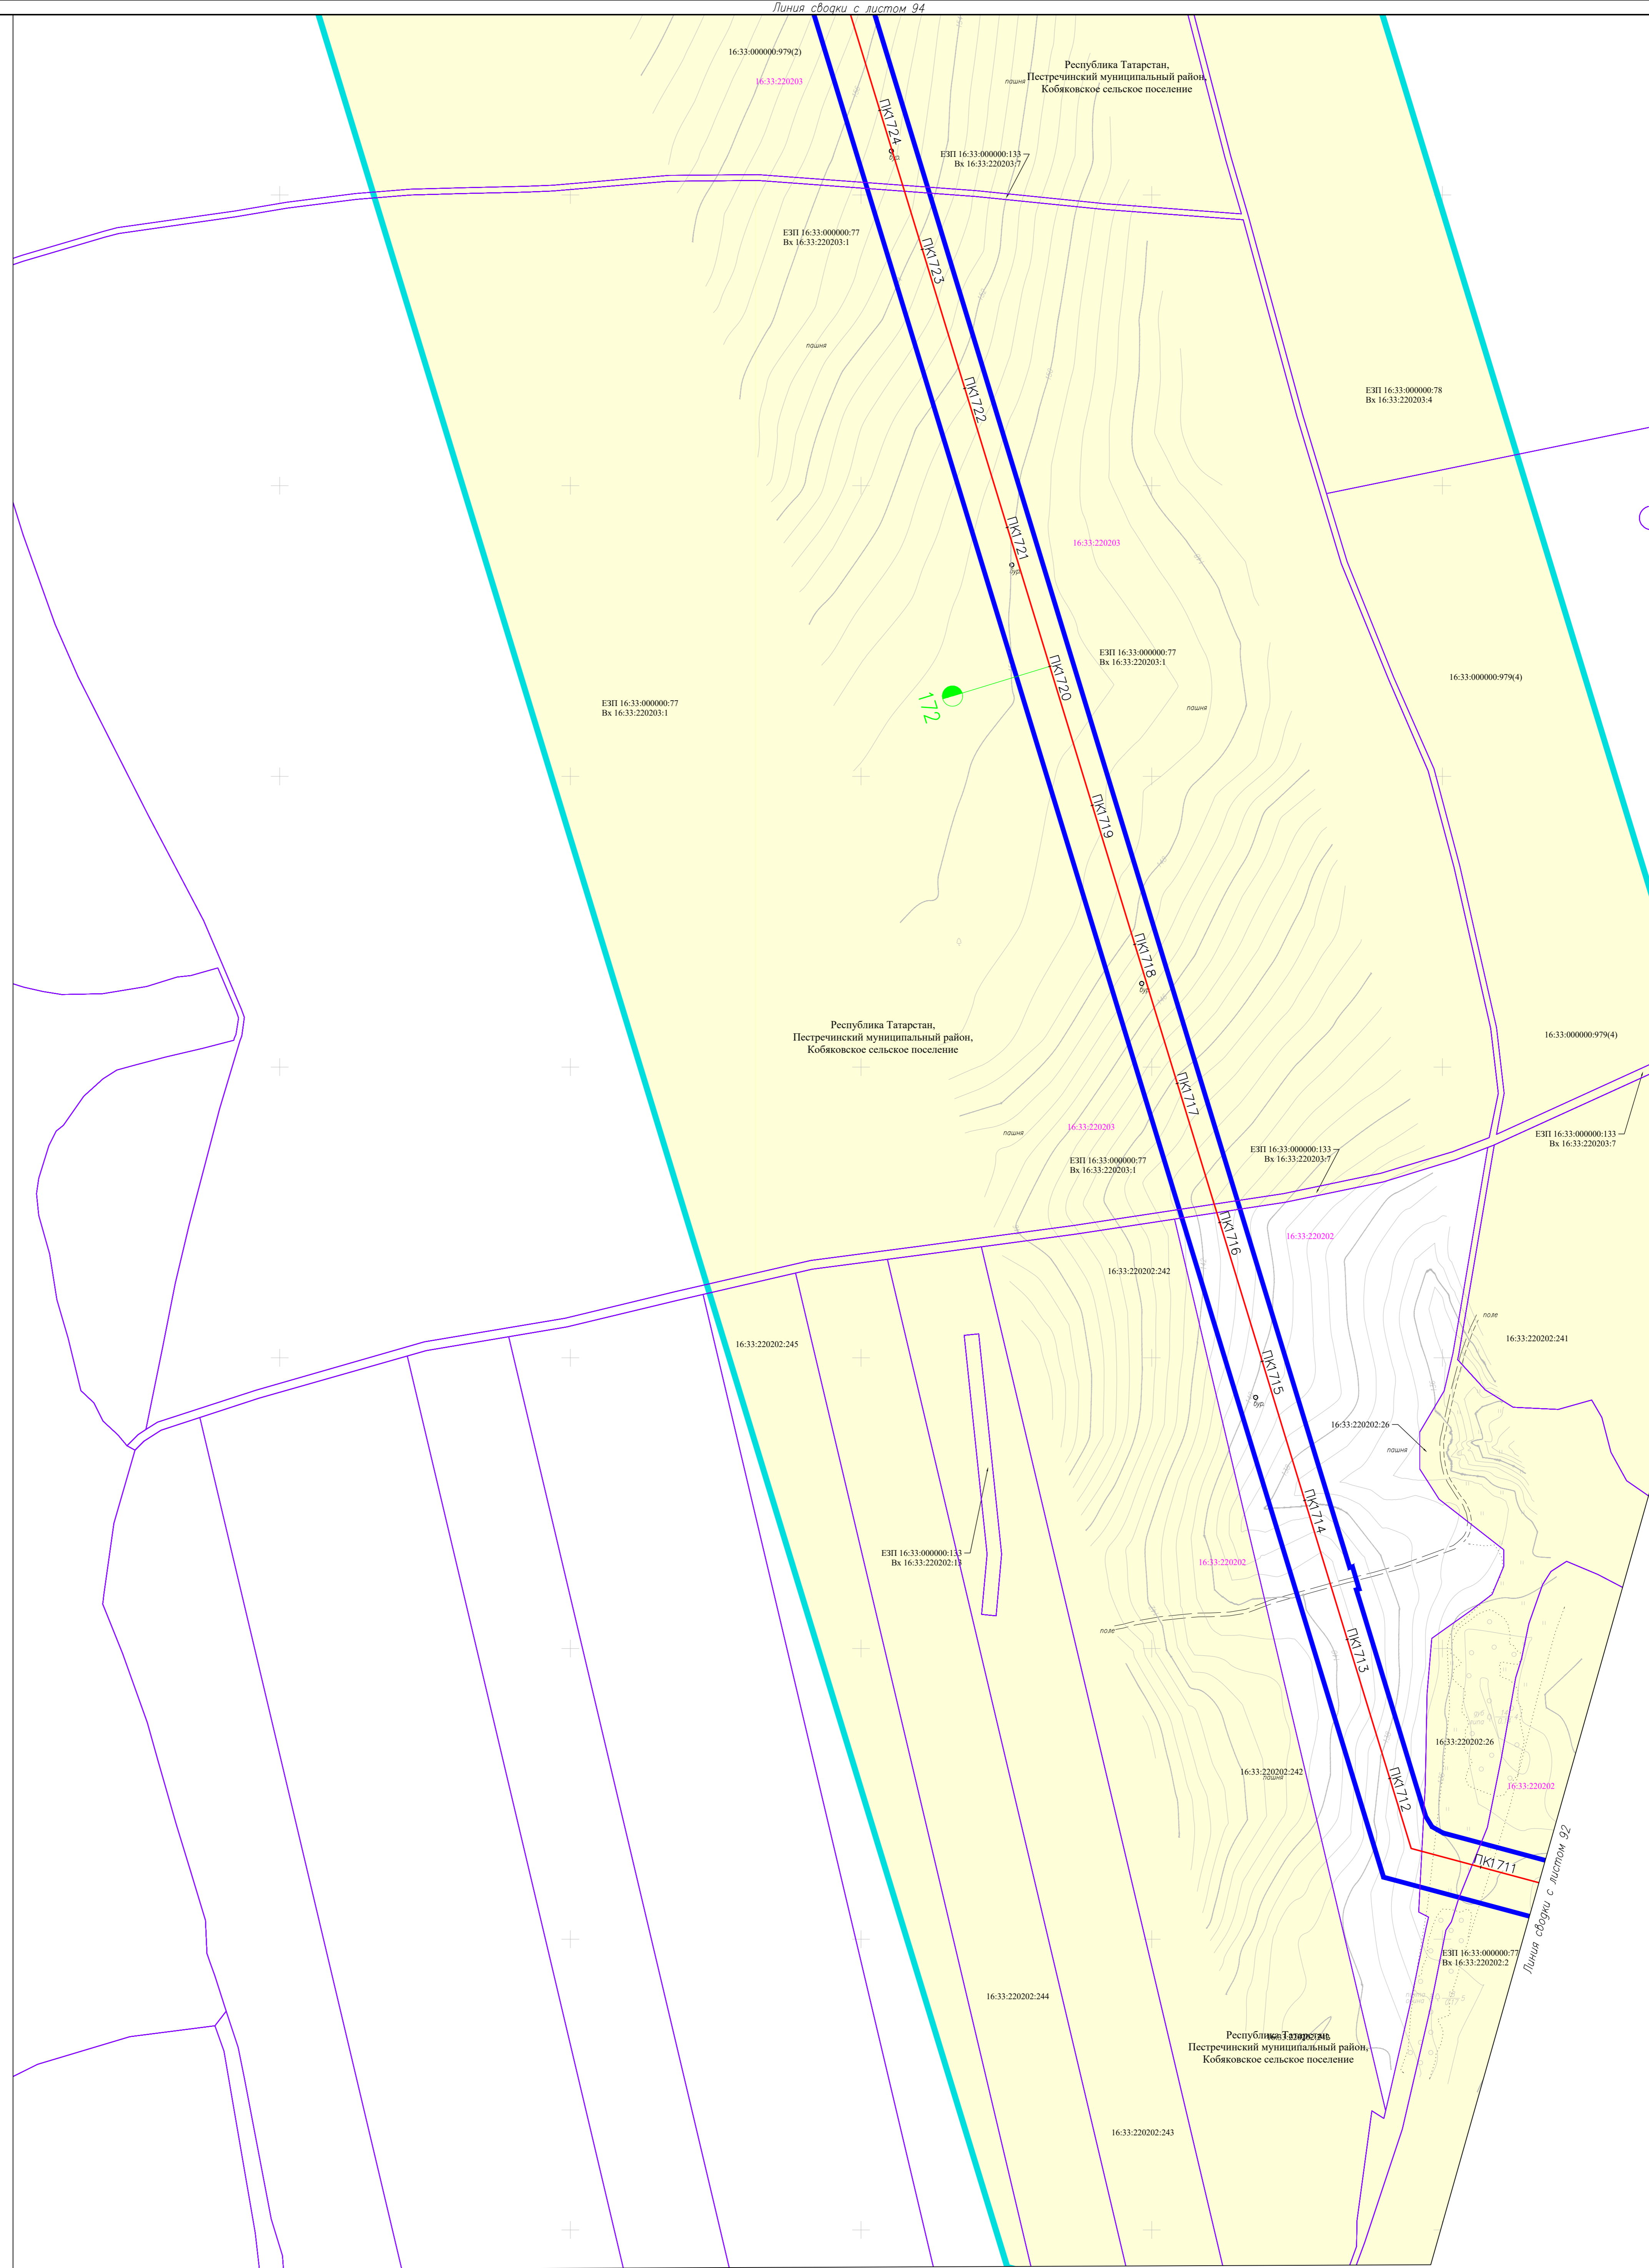 Линия сводки с листом 94
16:33:000000:979(2)
16:33:220203
Республика Татарстан,
Пестречинский муниципальный район,
Кобяковское сельское поселение
пашня
ПК1724
бур.
ЕЗП 16:33:000000:133
Вх 16:33:220203:7
ЕЗП 16:33:000000:77
Вх 16:33:220203:1
ПК1723
пашня
ПК1722
ЕЗП 16:33:000000:78
Вх 16:33:220203:4
ПК1721
16:33:220203
бур.
ЕЗП 16:33:000000:77
Вх 16:33:220203:1
ПК1720
16:33:000000:979(4)
172
ЕЗП 16:33:000000:77
Вх 16:33:220203:1
пашня
ПК1719
ПК1718
бур.
Республика Татарстан,
Пестречинский муниципальный район,
Кобяковское сельское поселение
16:33:000000:979(4)
ПК1717
16:33:220203
пашня
ЕЗП 16:33:000000:133
Вх 16:33:220203:7
ЕЗП 16:33:000000:133
Вх 16:33:220203:7
ЕЗП 16:33:000000:77
Вх 16:33:220203:1
ПК1716
16:33:220202
16:33:220202:242
поле
16:33:220202:241
16:33:220202:245
ПК1715
бур.
16:33:220202:26
пашня
ПК1714
ЕЗП 16:33:000000:133
Вх 16:33:220202:13
16:33:220202
поле
ПК1713
16:33:220202:26
16:33:220202:242
пашня
16:33:220202
ПК1712
ПК1711
Линия сводки с листом 92
ЕЗП 16:33:000000:77
Вх 16:33:220202:2
16:33:220202:244
Республика Татарстан,
Пестречинский муниципальный район,
Кобяковское сельское поселение
16:33:220202:243